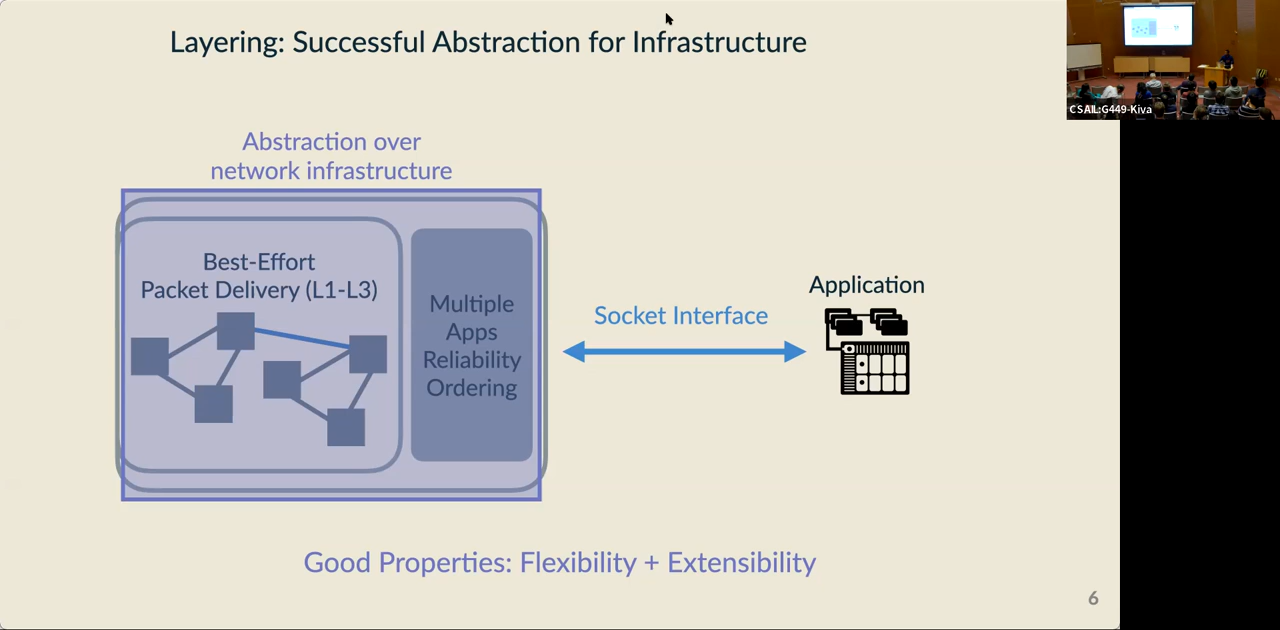 Layering: Successful Abstraction for Infrastructure
CSAIL:G449-Kiva
Abstraction over
network infrastructure
Best-Effort
Packet Delivery (L1-L3)
Multiple
Apps
Reliability
Ordering
Socket Interface
Application
Good Properties: Flexibility + Extensibility
6